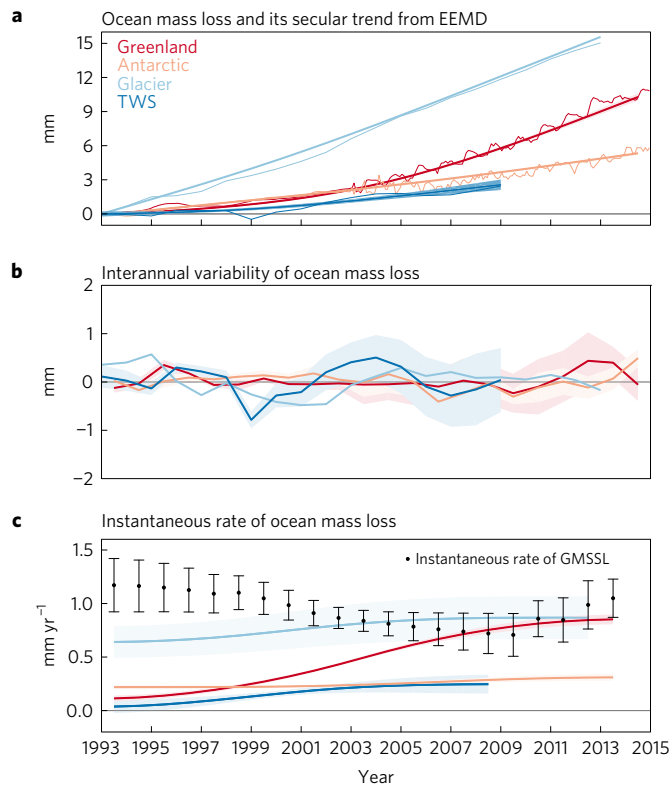 a
Ocean mass loss and its secular trend from EEMD
15
12
9
6
3
0
mm
Greenland
Antarctic
Glacier
TWS
b
Interannual variability of ocean mass loss
2
1
0
−1
−2
mm
c
Instantaneous rate of ocean mass loss
1.5
1.0
0.5
0.0
mm yr⁻¹
Instantaneous rate of GMSSL
1993 1995 1997 1999 2001 2003 2005 2007 2009 2011 2013 2015
Year